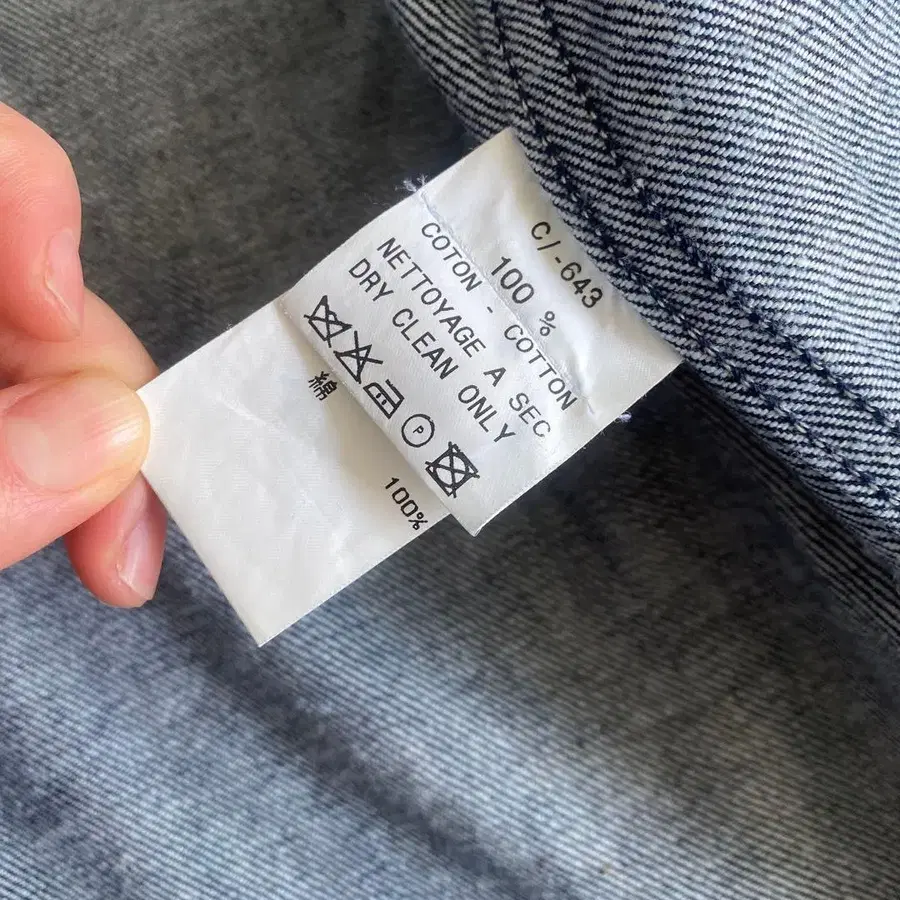 C/-643
100 %
COTON - COTTON
NETTOYAGE A SEC
DRY CLEAN ONLY
P
綿 100%